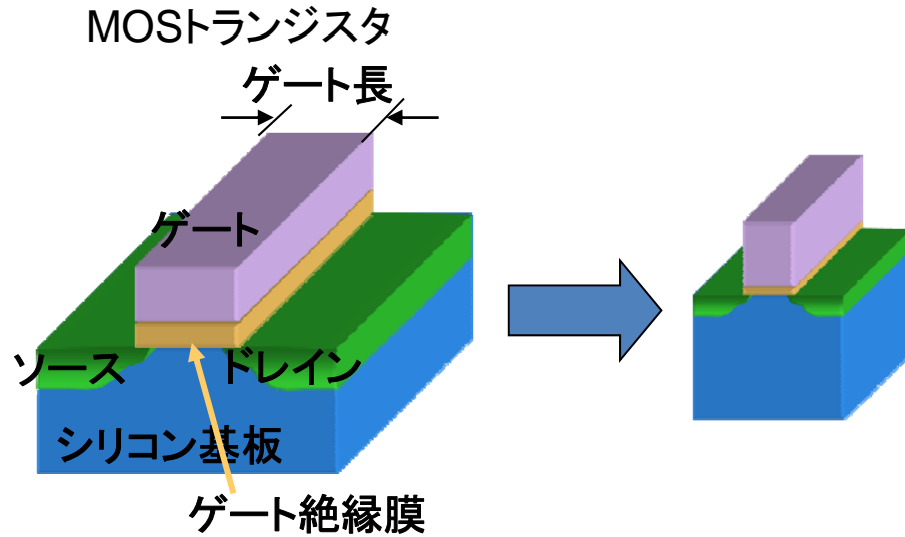 MOSトランジスタ
ゲート長
ゲート
ソース
ドレイン
シリコン基板
ゲート絶縁膜